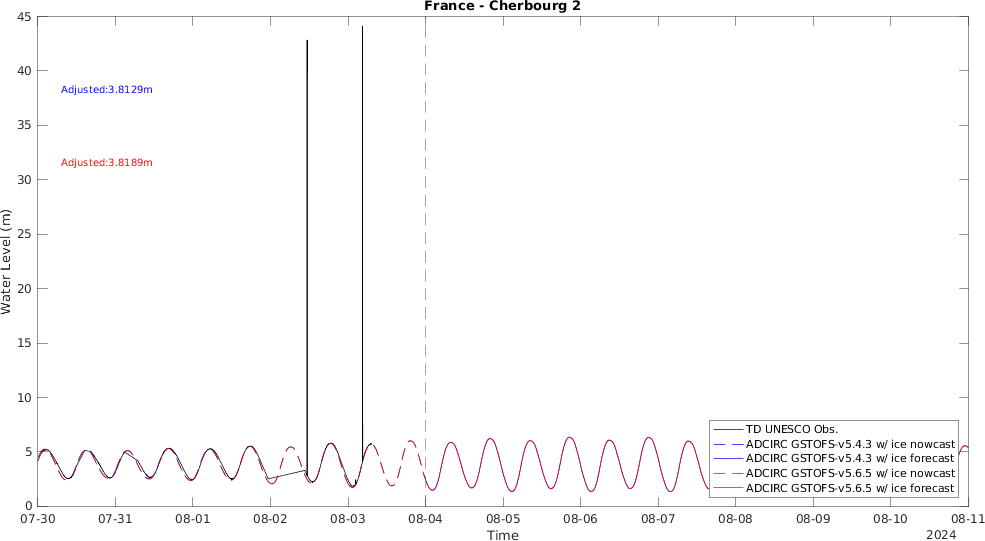 France - Cherbourg 2
45
40
35
30
25
20
15
10
5
0
Water Level (m)
Adjusted:3.8129m
Adjusted:3.8189m
TD UNESCO Obs.
ADCIRC GSTOFS-v5.4.3 w/ ice nowcast
ADCIRC GSTOFS-v5.4.3 w/ ice forecast
ADCIRC GSTOFS-v5.6.5 w/ ice nowcast
ADCIRC GSTOFS-v5.6.5 w/ ice forecast
07-30 07-31 08-01 08-02 08-03 08-04 08-05 08-06 08-07 08-08 08-09 08-10 08-11
Time
2024